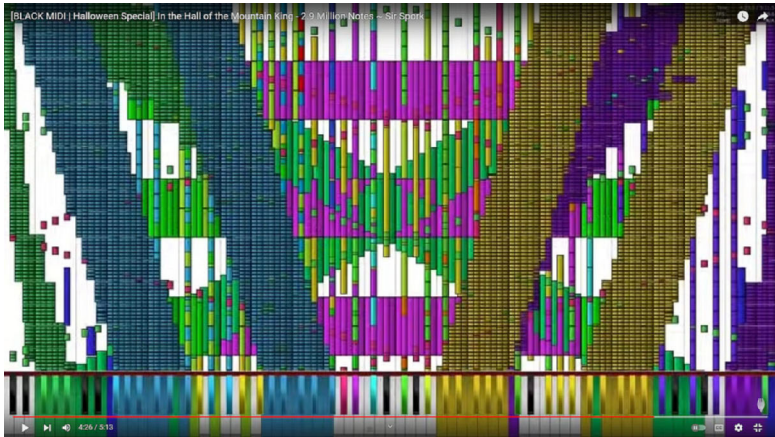 [BLACK MIDI | Halloween Special] In the Hall of the Mountain King - 2.9 Million Notes ~ Sir Spork
4:26 / 5:13